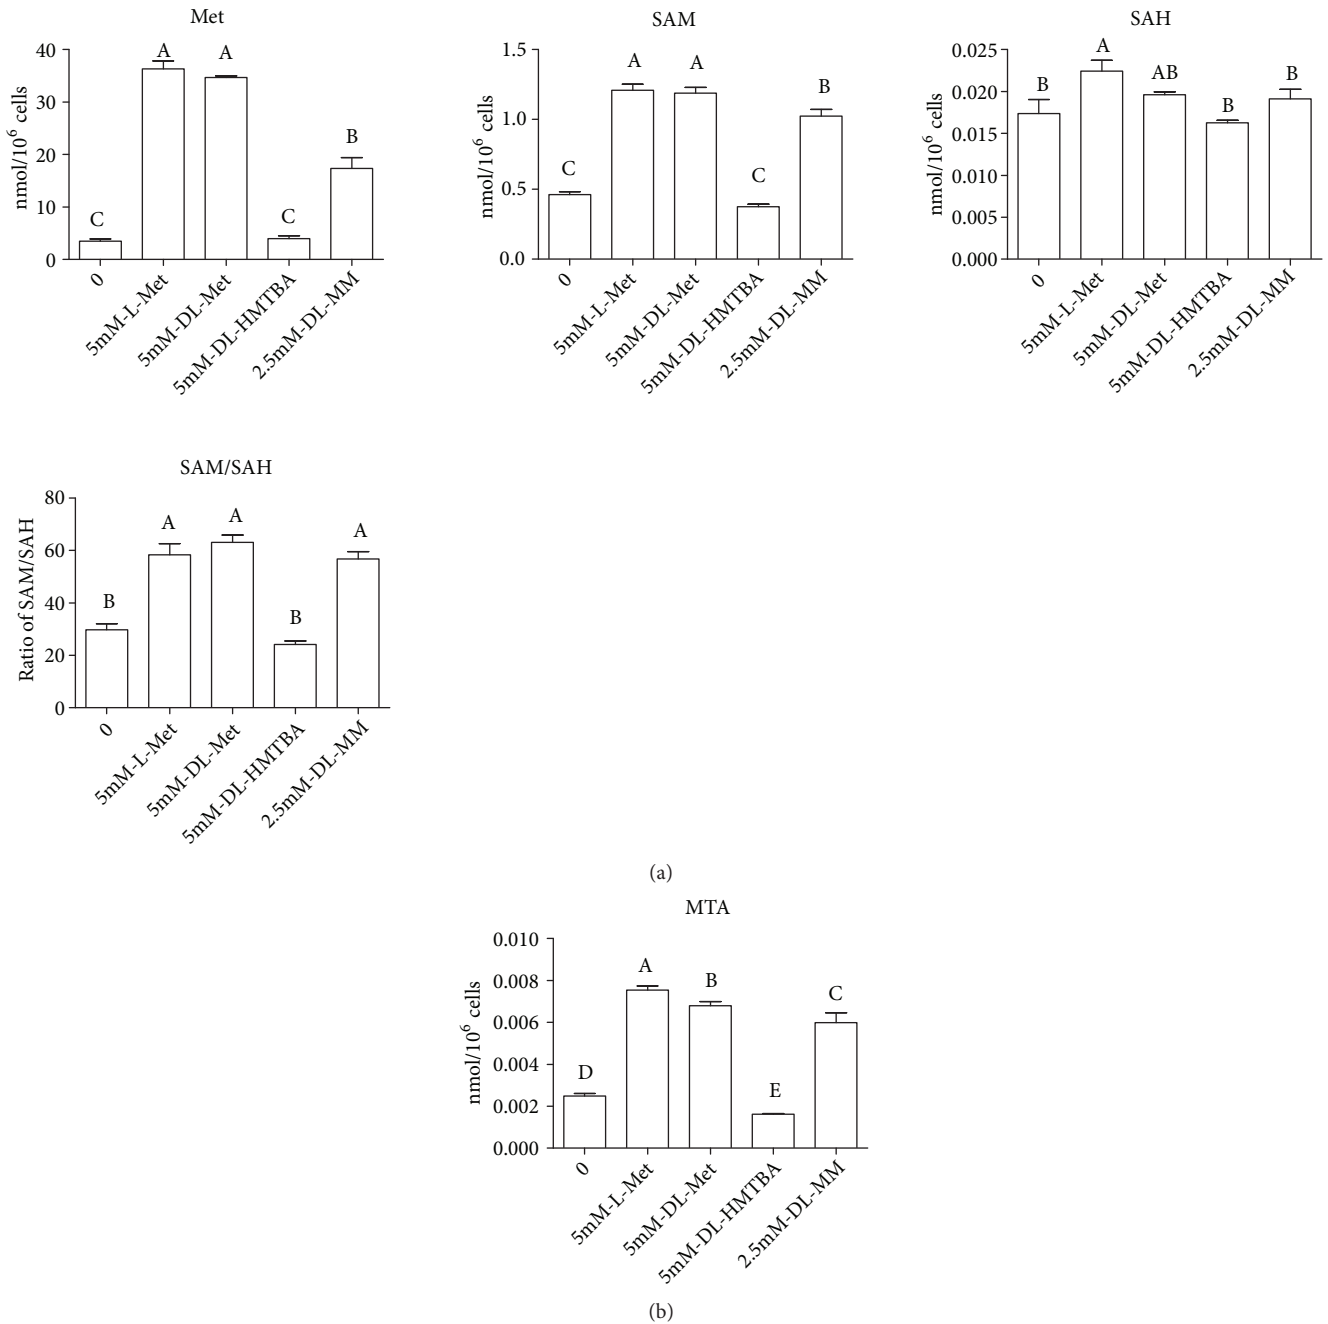 Met
nmol/10⁶ cells
40
30
20
10
0
A
A
B
C
C
0
5mM-L-Met
5mM-DL-Met
5mM-DL-HMTBA
2.5mM-DL-MM
SAM
nmol/10⁶ cells
1.5
1.0
0.5
0.0
C
A
A
C
B
0
5mM-L-Met
5mM-DL-Met
5mM-DL-HMTBA
2.5mM-DL-MM
SAH
nmol/10⁶ cells
0.025
0.020
0.015
0.010
0.005
0.000
B
A
AB
B
B
0
5mM-L-Met
5mM-DL-Met
5mM-DL-HMTBA
2.5mM-DL-MM
SAM/SAH
Ratio of SAM/SAH
80
60
40
20
0
B
A
A
B
A
0
5mM-L-Met
5mM-DL-Met
5mM-DL-HMTBA
2.5mM-DL-MM
(a)
MTA
nmol/10⁶ cells
0.010
0.008
0.006
0.004
0.002
0.000
D
A
B
E
C
0
5mM-L-Met
5mM-DL-Met
5mM-DL-HMTBA
2.5mM-DL-MM
(b)